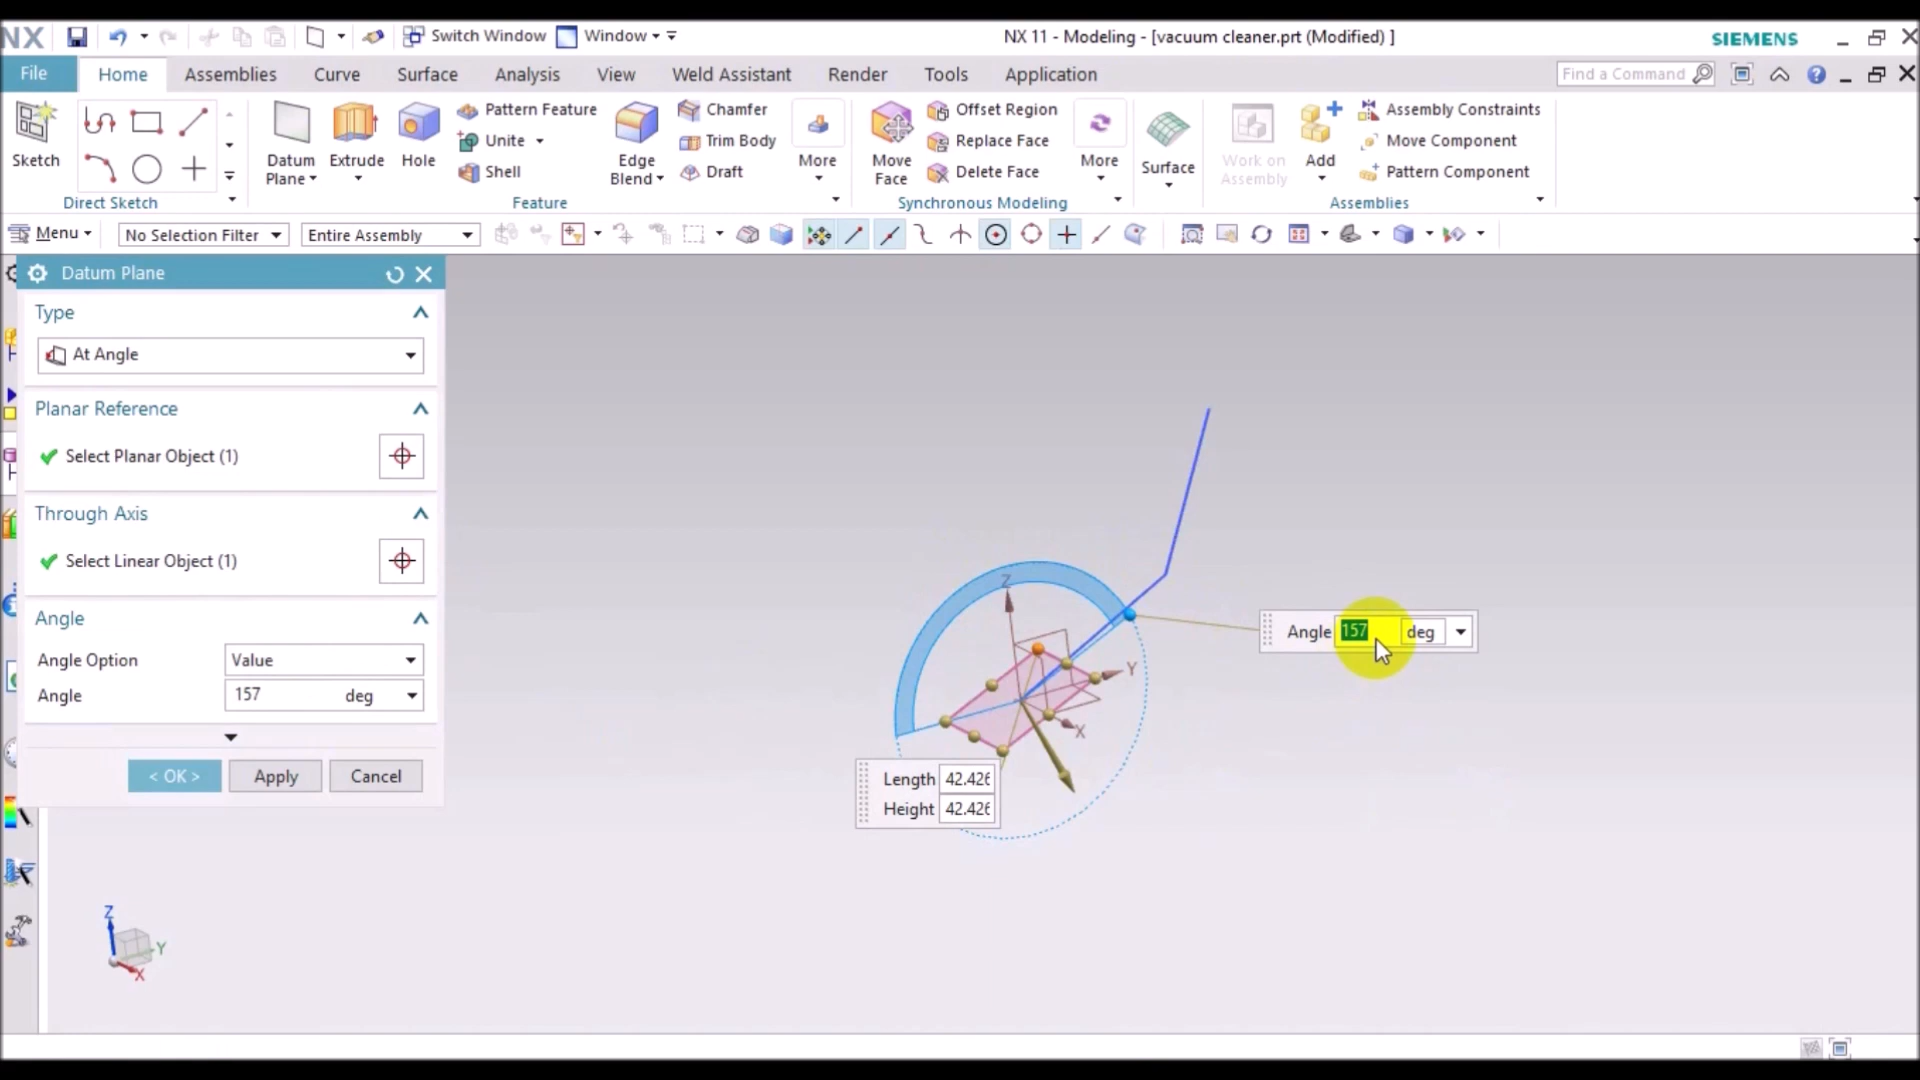 NX Switch Window Window NX 11 - Modeling - [vacuum cleaner.prt (Modified) ] SIEMENS
File Home Assemblies Curve Surface Analysis View Weld Assistant Render Tools Application Find a Command
Sketch
Direct Sketch
Datum Plane
Extrude
Hole
Pattern Feature
Unite
Shell
Edge Blend
Chamfer
Trim Body
Draft
More
Feature
Move Face
Offset Region
Replace Face
Delete Face
More
Synchronous Modeling
Surface
Work on Assembly
Add
Assembly Constraints
Move Component
Pattern Component
Assemblies
Menu No Selection Filter Entire Assembly
Datum Plane
Type
At Angle
Planar Reference
Select Planar Object (1)
Through Axis
Select Linear Object (1)
Angle
Angle Option Value
Angle 157 deg
< OK > Apply Cancel
Z
Y
X
Angle 157 deg
Length 42.426
Height 42.426
Z
Y
X